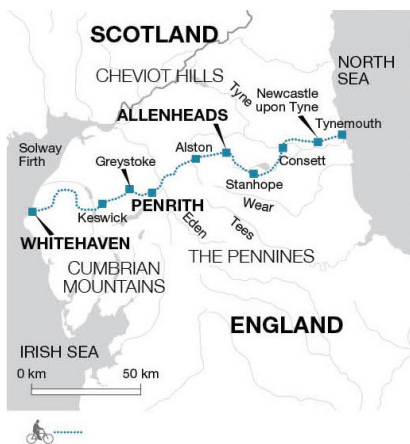 SCOTLAND
CHEVIOT HILLS
NORTH
SEA
Tyne
Newcastle
upon Tyne
Tynemouth
ALLENHEADS
Solway
Firth
Greystoke
Alston
Consett
Stanhope
Keswick
PENRITH
Wear
WHITEHAVEN
Eden
Tees
CUMBRIAN
MOUNTAINS
THE PENNINES
ENGLAND
IRISH SEA
0 km
50 km